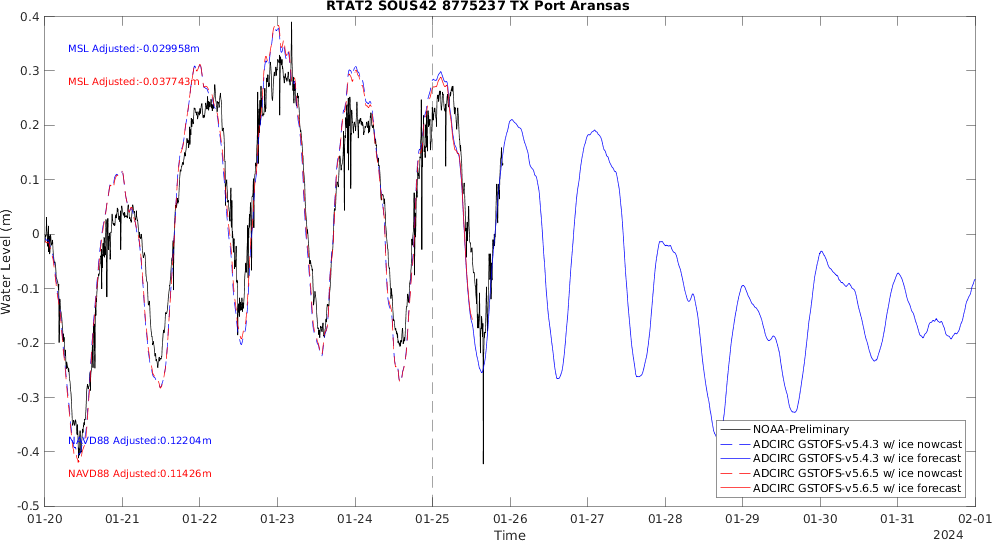 RTAT2 SOUS42 8775237 TX Port Aransas
MSL Adjusted:-0.029958m
MSL Adjusted:-0.037743m
NAVD88 Adjusted:0.12204m
NAVD88 Adjusted:0.11426m
0.4
0.3
0.2
0.1
0
-0.1
-0.2
-0.3
-0.4
-0.5
Water Level (m)
NOAA-Preliminary
ADCIRC GSTOFS-v5.4.3 w/ ice nowcast
ADCIRC GSTOFS-v5.4.3 w/ ice forecast
ADCIRC GSTOFS-v5.6.5 w/ ice nowcast
ADCIRC GSTOFS-v5.6.5 w/ ice forecast
01-20 01-21 01-22 01-23 01-24 01-25 01-26 01-27 01-28 01-29 01-30 01-31 02-01
Time
2024